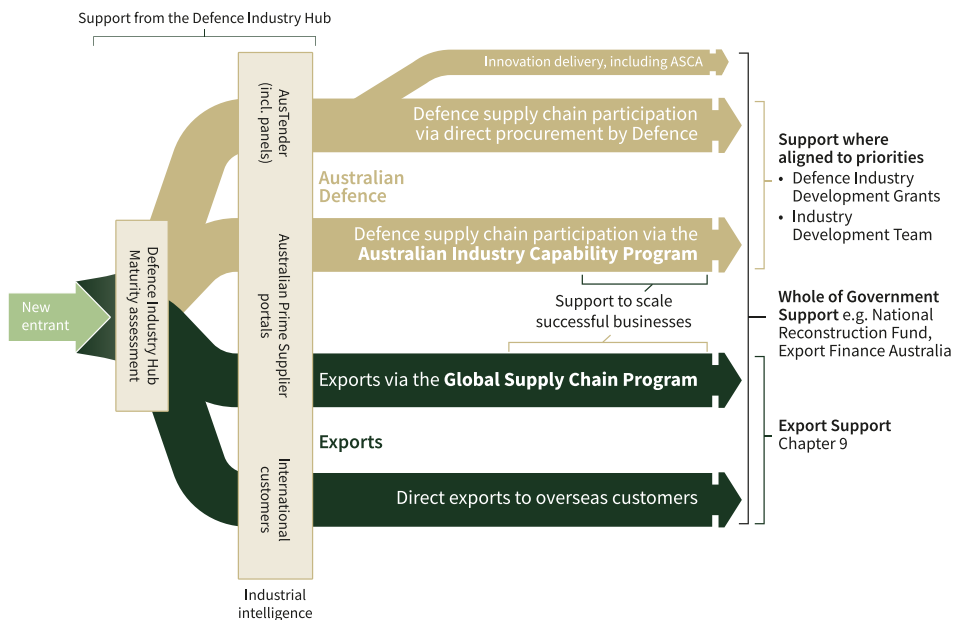 Support from the Defence Industry Hub
New
entrant
Defence Industry Hub
Maturity assessment
AusTender
(incl. panels)
Australian Prime Supplier
portals
International
customers
Industrial
intelligence
Innovation delivery, including ASCA
Defence supply chain participation
via direct procurement by Defence
Australian
Defence
Defence supply chain participation via the
Australian Industry Capability Program
Support to scale
successful businesses
Exports via the Global Supply Chain Program
Exports
Direct exports to overseas customers
Support where
aligned to priorities
• Defence Industry
Development Grants
• Industry
Development Team
Whole of Government
Support e.g. National
Reconstruction Fund,
Export Finance Australia
Export Support
Chapter 9